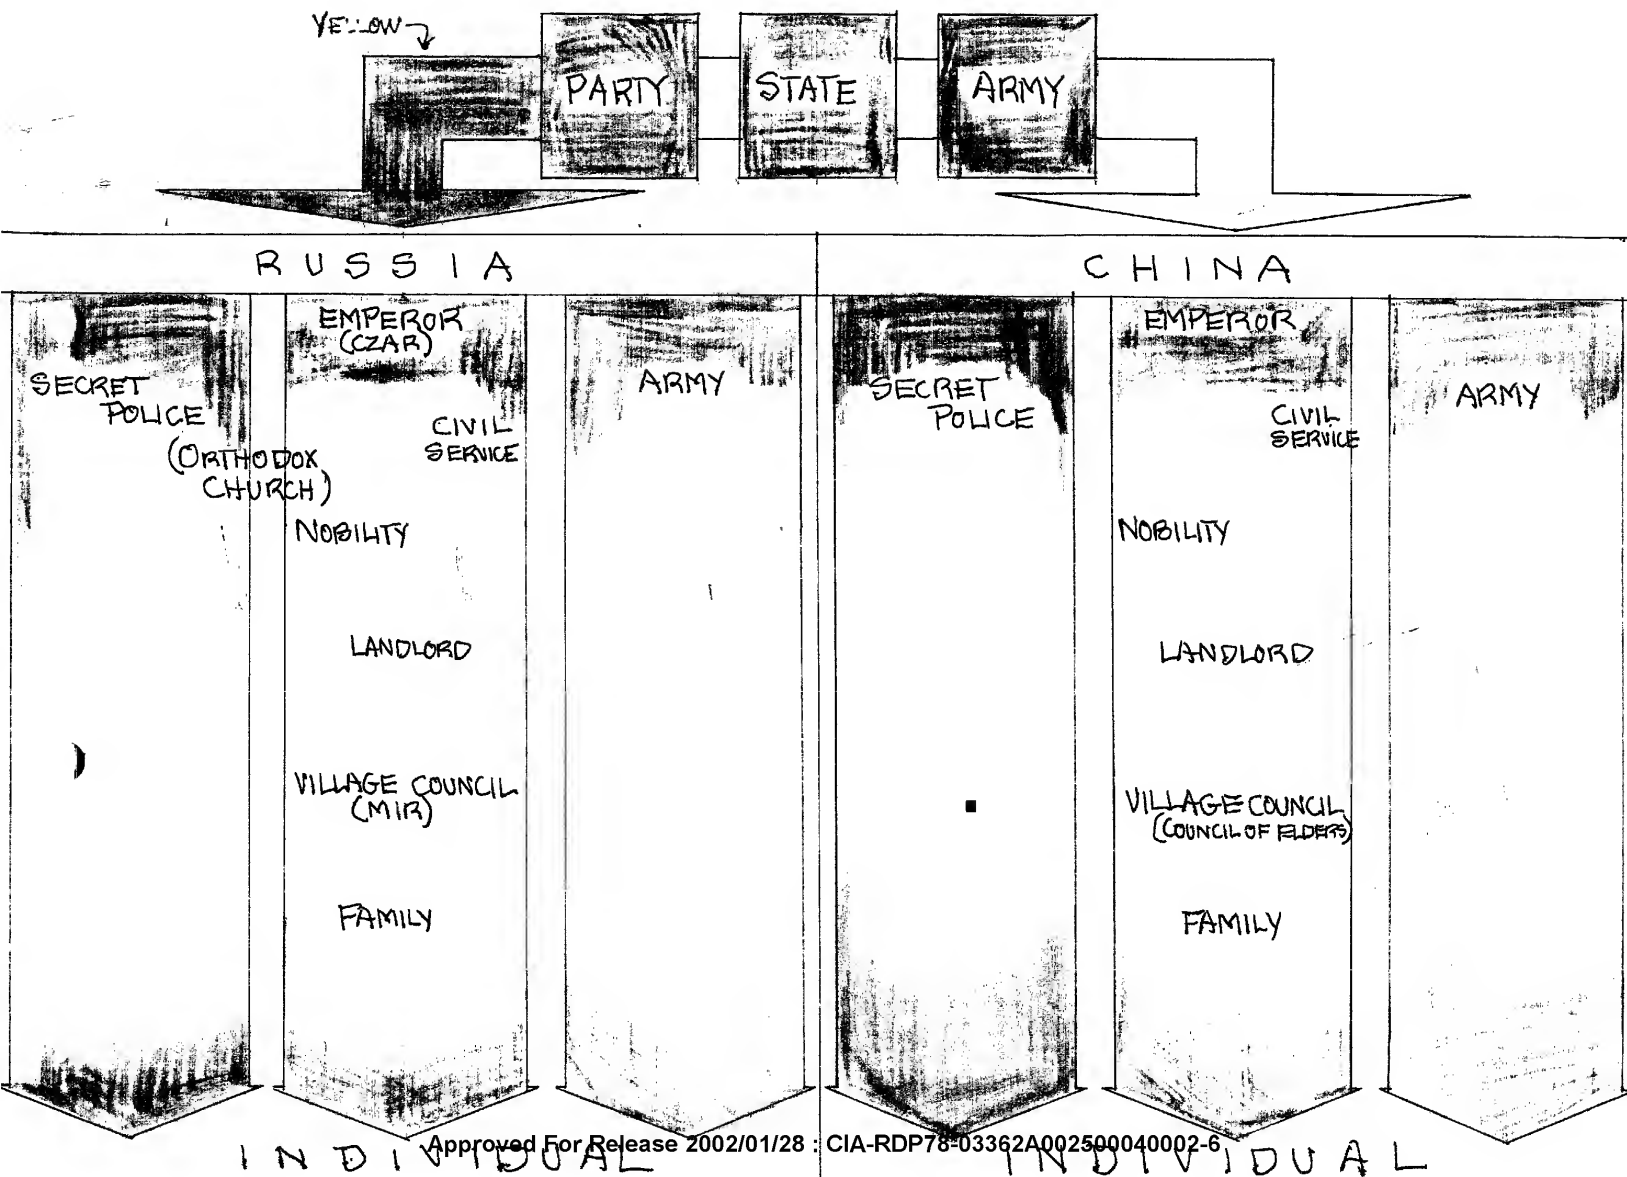 YELLOW
PARTY STATE ARMY
RUSSIA
CHINA
SECRET
POLICE
(ORTHODOX
CHURCH)
EMPEROR
(CZAR)
CIVIL
SERVICE
NOBILITY
LANDLORD
VILLAGE COUNCIL
(MIR)
FAMILY
ARMY
SECRET
POLICE
EMPEROR
CIVIL
SERVICE
NOBILITY
LANDLORD
VILLAGE COUNCIL
(COUNCIL OF ELDERS)
FAMILY
ARMY
INDIVIDUAL
INDIVIDUAL
Approved For Release 2002/01/28 : CIA-RDP78-03362A002500040002-6